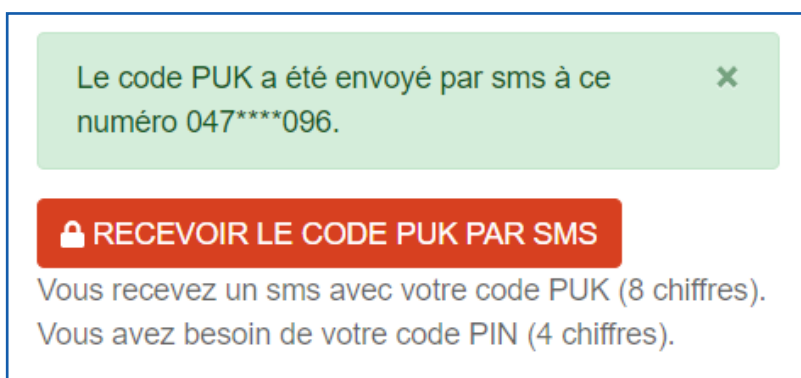 Le code PUK a été envoyé par sms à ce
numéro 047****096.
RECEVOIR LE CODE PUK PAR SMS
Vous recevez un sms avec votre code PUK (8 chiffres).
Vous avez besoin de votre code PIN (4 chiffres).